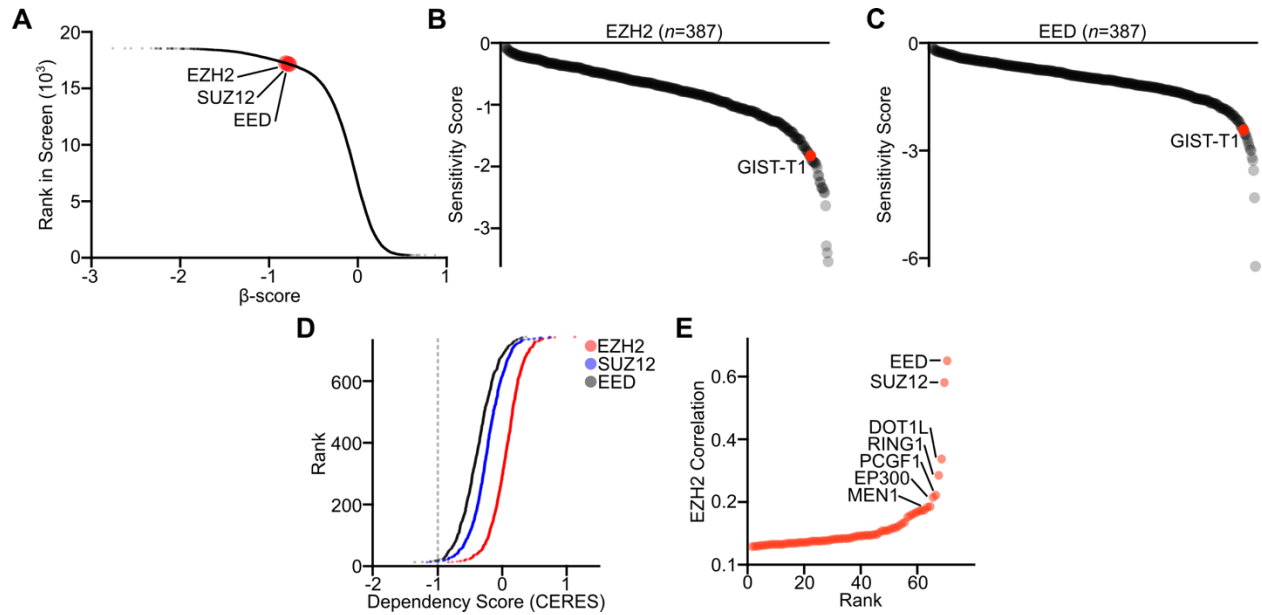 A
20
15
10
5
0
Rank in Screen (10³)
EZH2
SUZ12
EED
-3
-2
-1
0
1
β-score
B
EZH2 (n=387)
0
-1
-2
-3
Sensitivity Score
GIST-T1
C
EED (n=387)
0
-3
-6
Sensitivity Score
GIST-T1
D
600
400
200
0
Rank
EZH2
SUZ12
EED
-2
-1
0
1
Dependency Score (CERES)
E
0.6
0.4
0.2
0.1
EZH2 Correlation
EED
SUZ12
DOT1L
RING1
PCGF1
EP300
MEN1
0
20
40
60
Rank